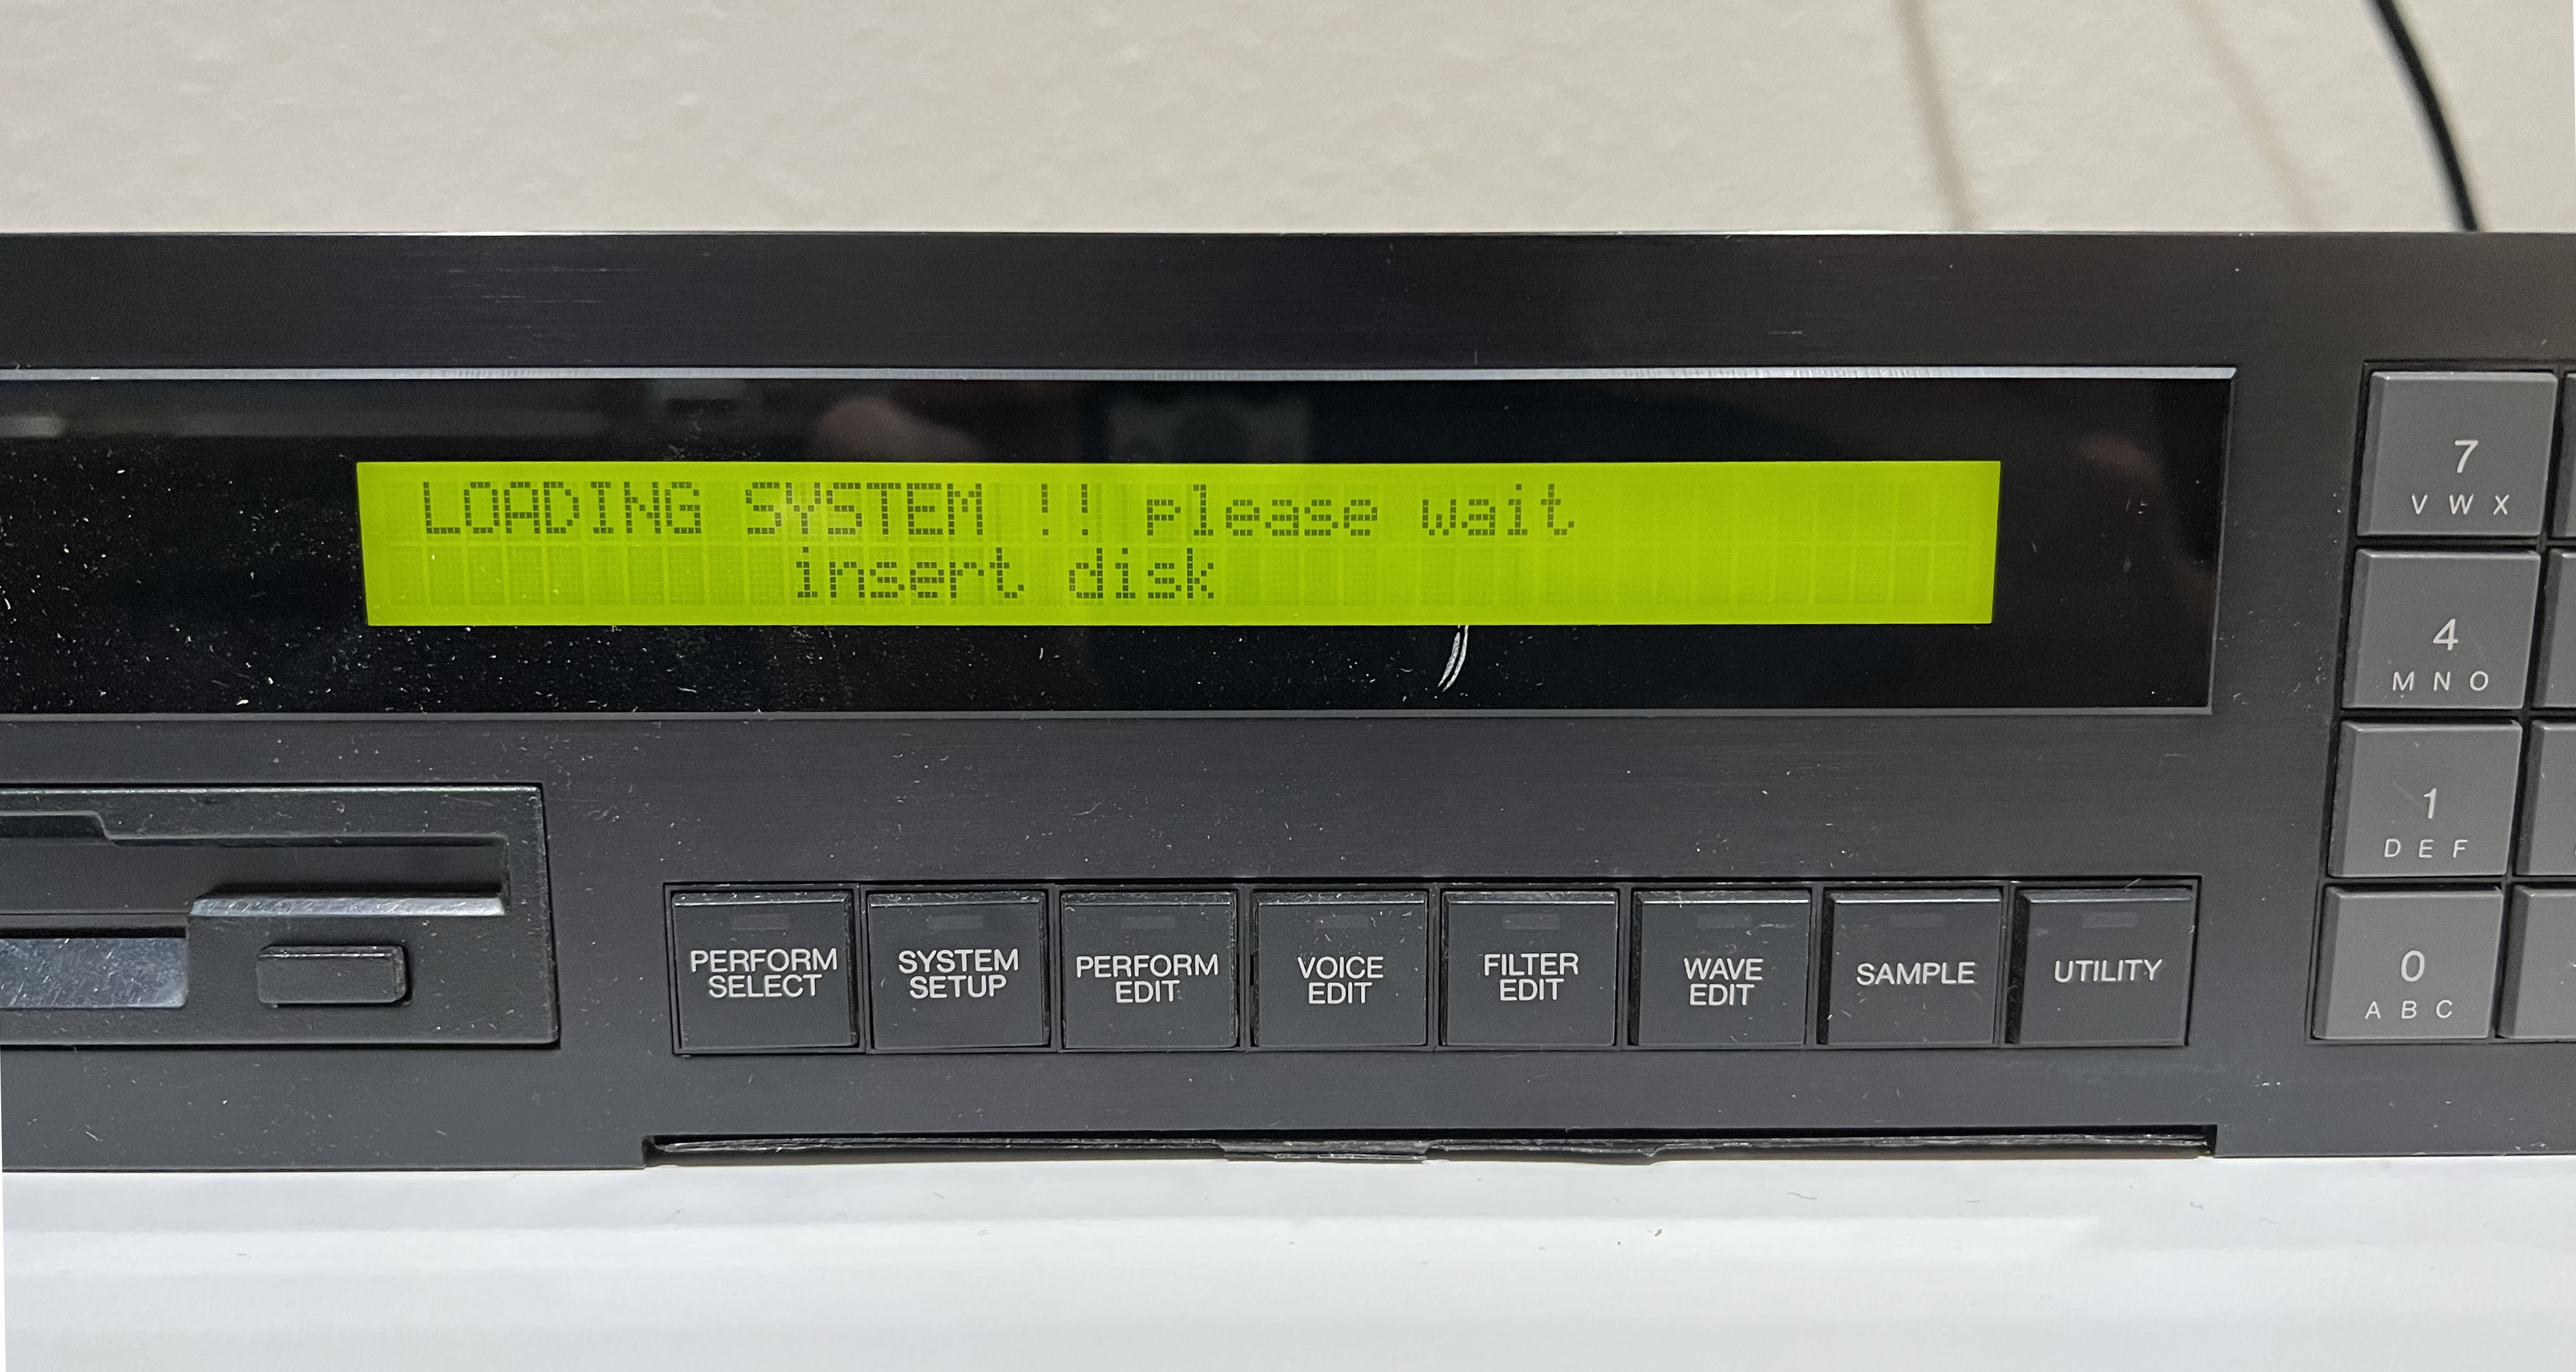 LOADING SYSTEM !! please wait
insert disk
7
V W X
4
M N O
1
D E F
0
A B C
PERFORM
SELECT
SYSTEM
SETUP
PERFORM
EDIT
VOICE
EDIT
FILTER
EDIT
WAVE
EDIT
SAMPLE
UTILITY